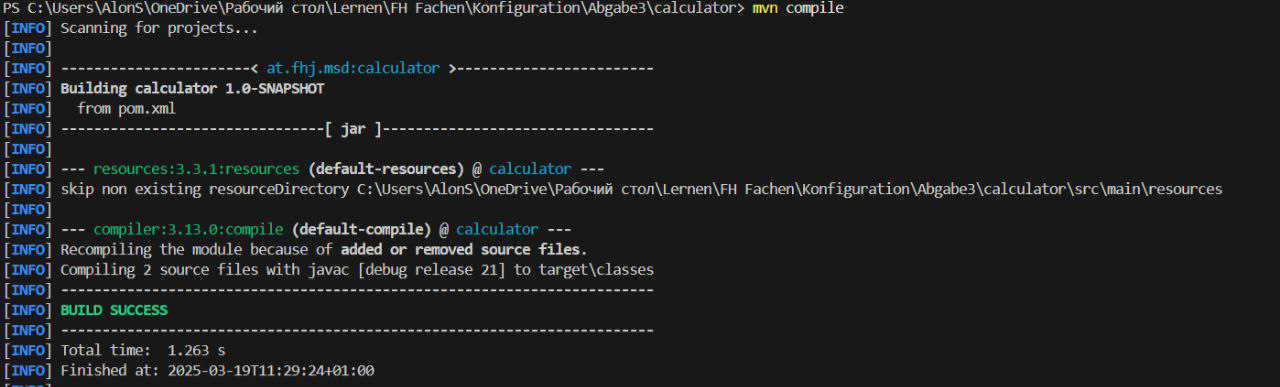 PS C:\Users\AlonS\OneDrive\Рабочий стол\Lernen\FH Fachen\Konfiguration\Abgabe3\calculator> mvn compile
[INFO] Scanning for projects...
[INFO]
[INFO] -----------------------< at.fhj.msd:calculator >------------------------
[INFO] Building calculator 1.0-SNAPSHOT
[INFO]   from pom.xml
[INFO] --------------------------------[ jar ]---------------------------------
[INFO]
[INFO] --- resources:3.3.1:resources (default-resources) @ calculator ---
[INFO] skip non existing resourceDirectory C:\Users\AlonS\OneDrive\Рабочий стол\Lernen\FH Fachen\Konfiguration\Abgabe3\calculator\src\main\resources
[INFO]
[INFO] --- compiler:3.13.0:compile (default-compile) @ calculator ---
[INFO] Recompiling the module because of added or removed source files.
[INFO] Compiling 2 source files with javac [debug release 21] to target\classes
[INFO] ------------------------------------------------------------------------
[INFO] BUILD SUCCESS
[INFO] ------------------------------------------------------------------------
[INFO] Total time:  1.263 s
[INFO] Finished at: 2025-03-19T11:29:24+01:00